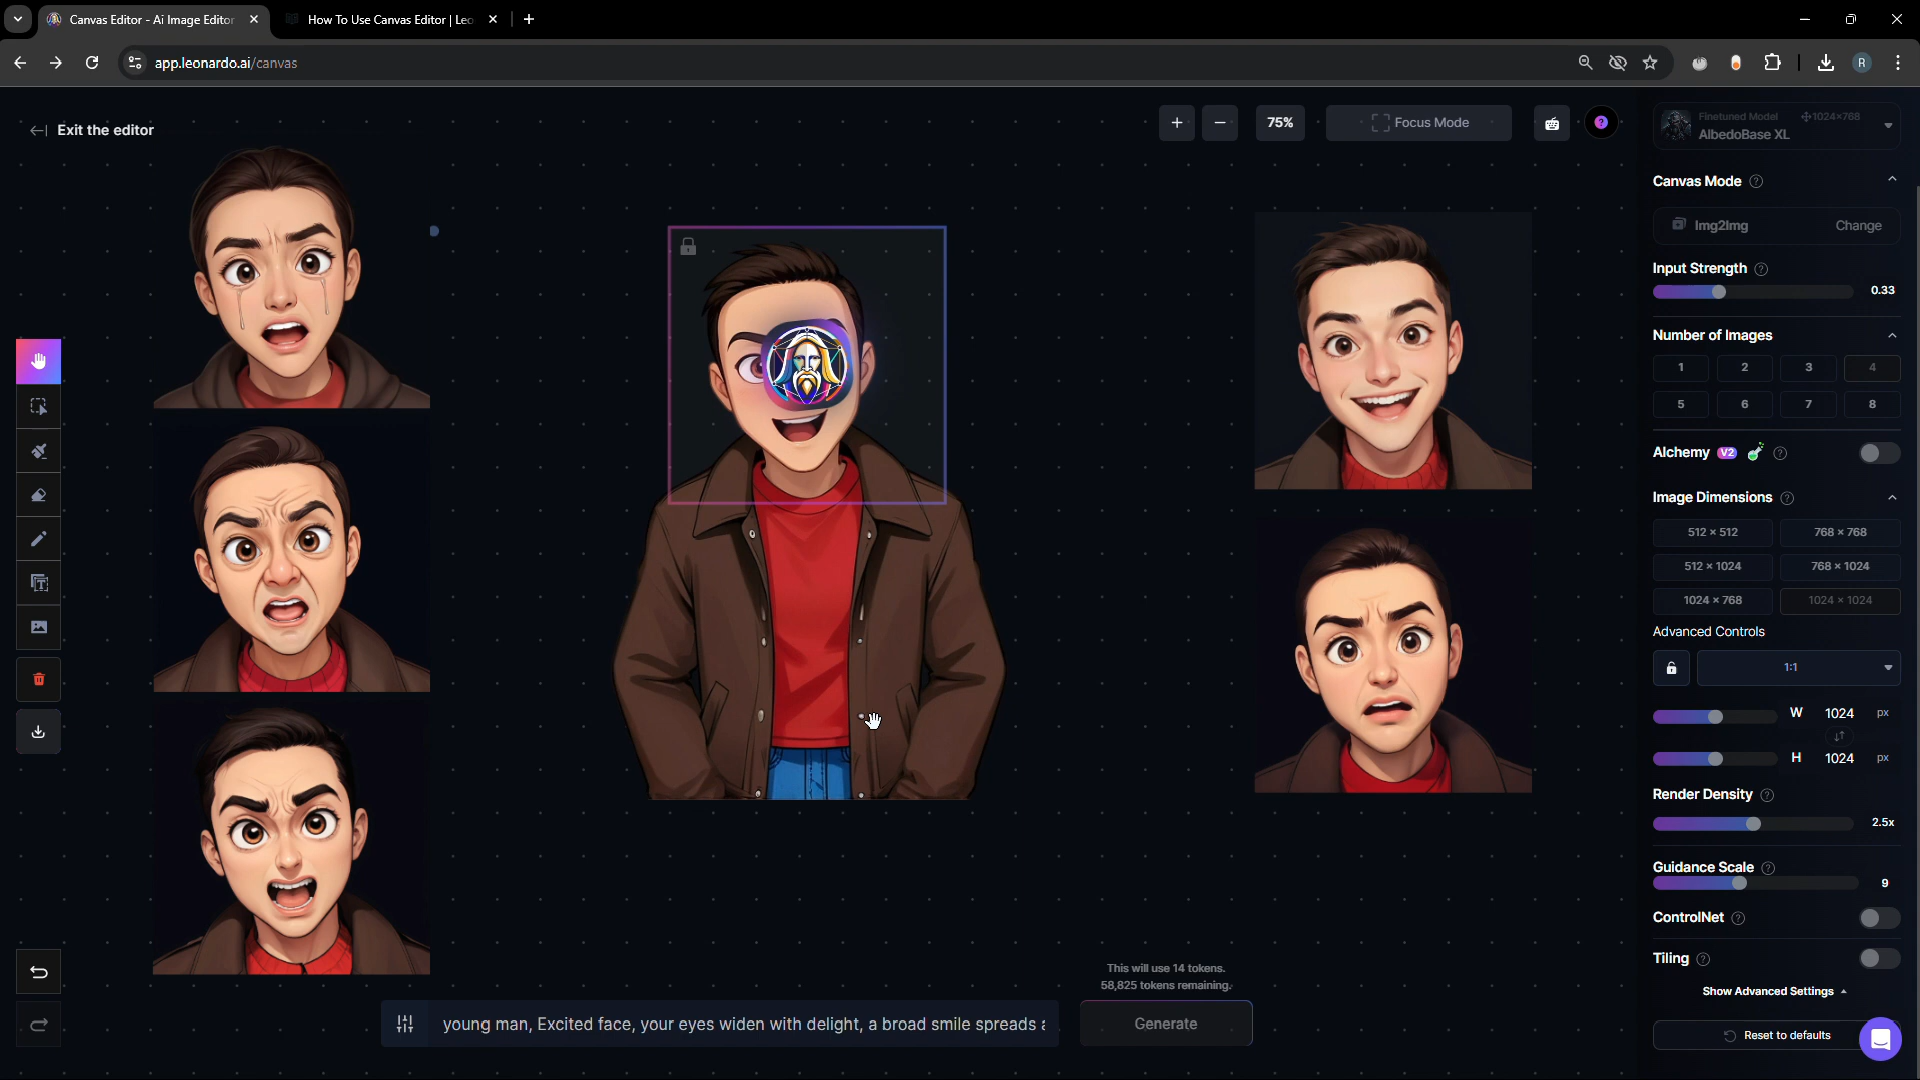 Canvas Editor - Ai Image Editor
How To Use Canvas Editor | Leo
app.leonardo.ai/canvas
R
Exit the editor
75%
Focus Mode
?
Finetuned Model
1024×768
AlbedoBase XL
Canvas Mode ?
Img2Img
Change
Input Strength ?
0.33
Number of Images
1 2 3 4
5 6 7 8
Alchemy V2 ?
Image Dimensions ?
512 × 512 768 × 768
512 × 1024 768 × 1024
1024 × 768 1024 × 1024
Advanced Controls
1:1
W 1024 px
H 1024 px
Render Density ?
2.5x
Guidance Scale ?
9
ControlNet ?
Tiling ?
Show Advanced Settings
Reset to defaults
This will use 14 tokens.
58,825 tokens remaining.
young man, Excited face, your eyes widen with delight, a broad smile spreads
Generate